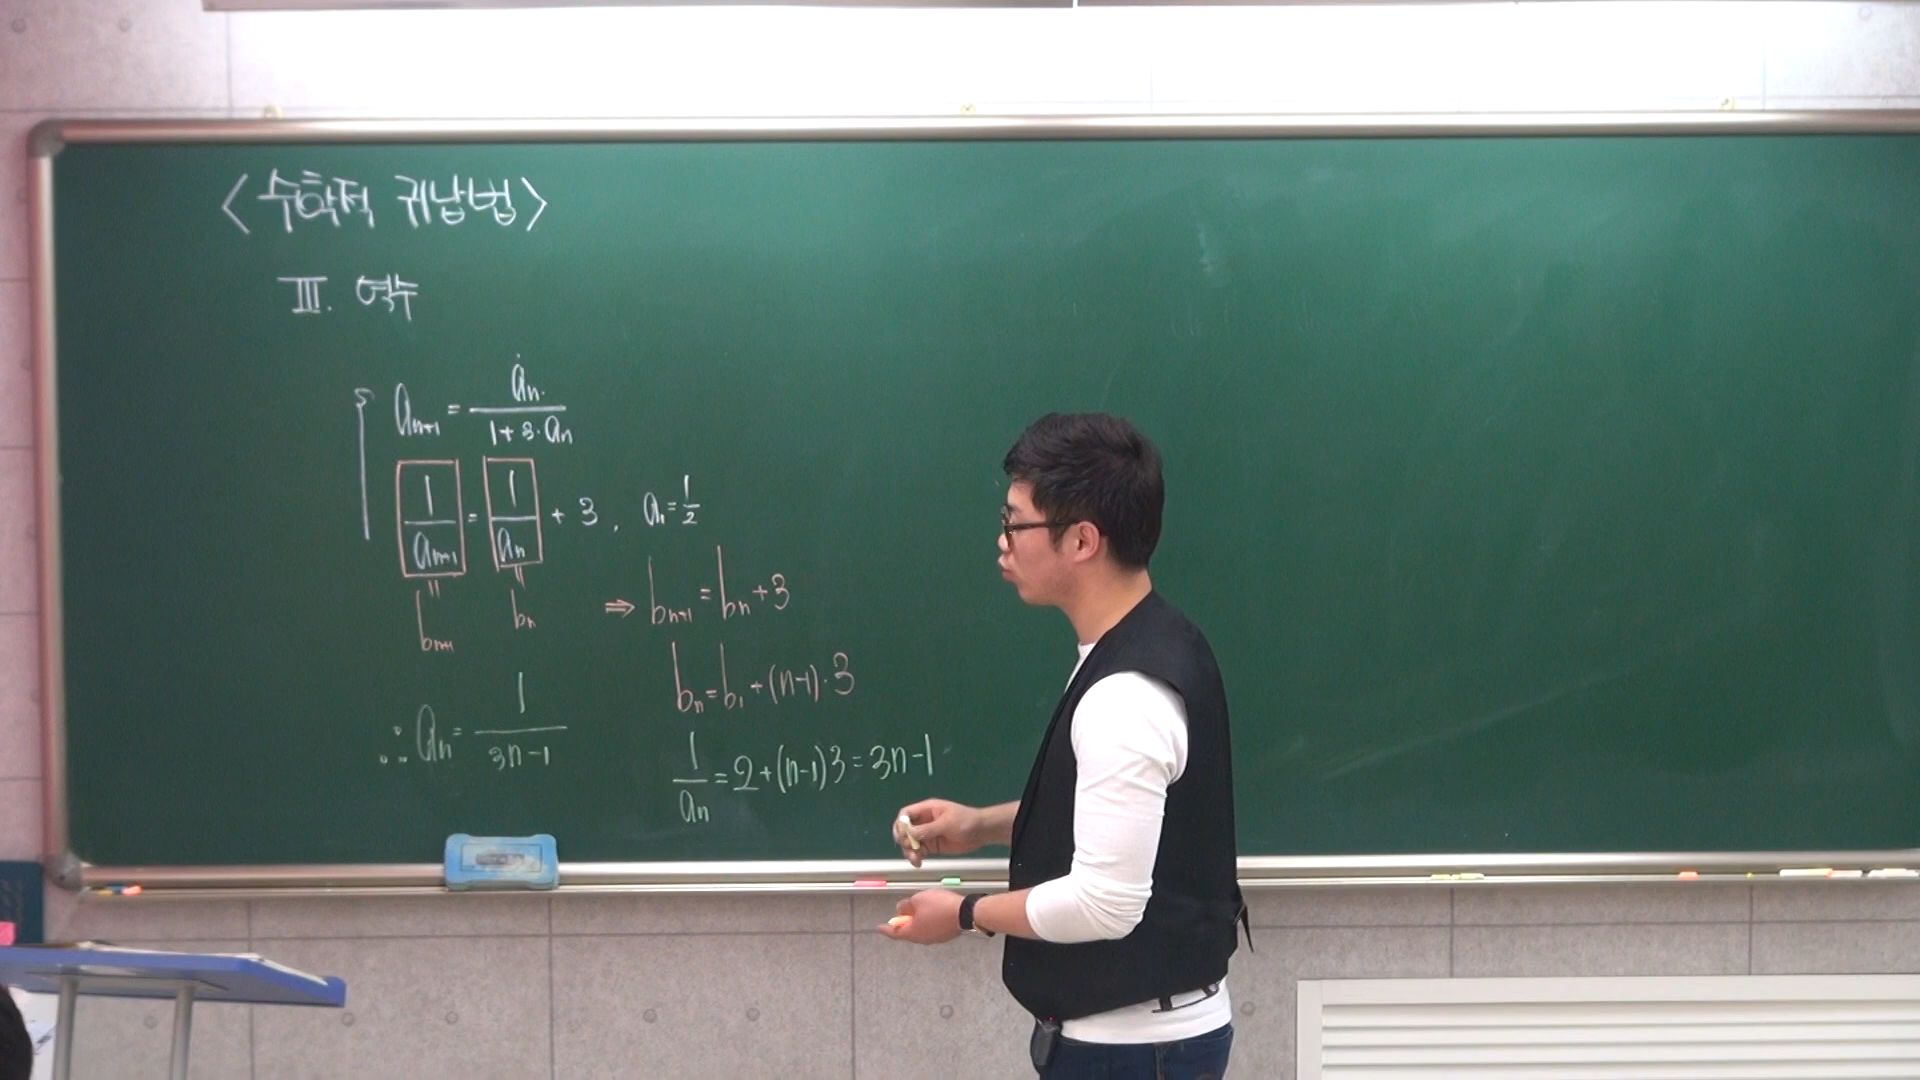 <수학적 귀납법>
III. 역수
aₙ₊₁ = aₙ / (1+3·aₙ)
1/aₙ₊₁ = 1/aₙ + 3, a₁ = 1/2
bₙ₊₁ bₙ
⇒ bₙ₊₁ = bₙ + 3
bₙ = b₁ + (n-1)·3
1/aₙ = 2 + (n-1)3 = 3n-1
∴ aₙ = 1 / (3n-1)